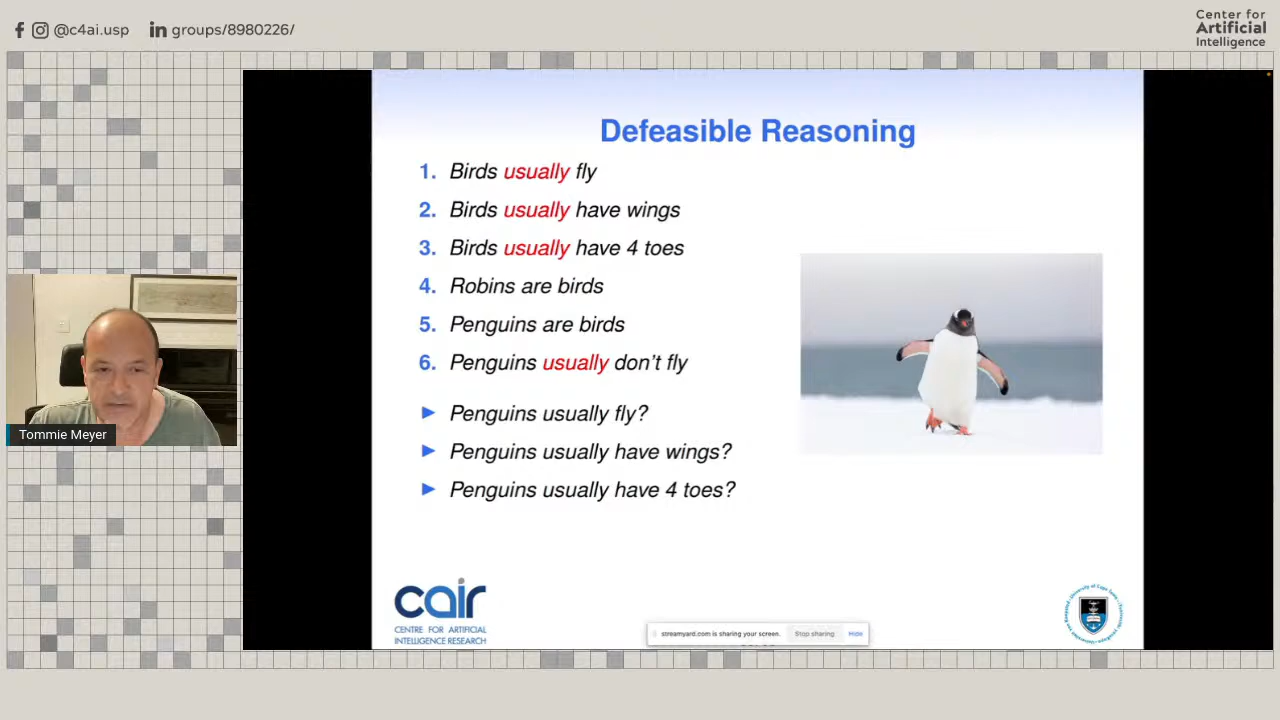 @c4ai.usp
groups/8980226/
Center for
Artificial
Intelligence
Defeasible Reasoning
1. Birds usually fly
2. Birds usually have wings
3. Birds usually have 4 toes
4. Robins are birds
5. Penguins are birds
6. Penguins usually don't fly
Penguins usually fly?
Penguins usually have wings?
Penguins usually have 4 toes?
Tommie Meyer
cair
CENTRE FOR ARTIFICIAL
INTELLIGENCE RESEARCH
streamyard.com is sharing your screen.
Stop sharing
Hide